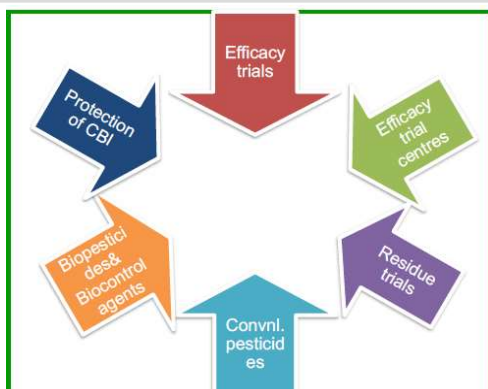 Efficacy
trials
Efficacy
trial
centres
Residue
trials
Convnl.
pesticid
es
Biopestici
des&
Biocontrol
agents
Protection
of CBI